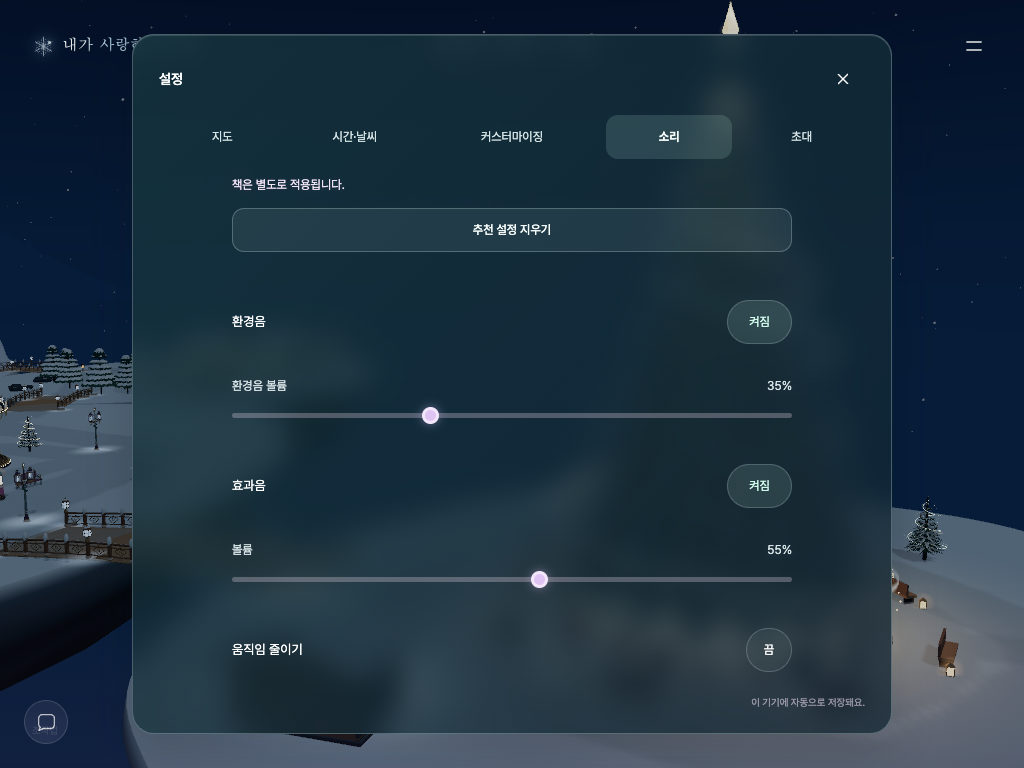 내가 사랑한
설정
지도
시간·날씨
커스터마이징
소리
초대
책은 별도로 적용됩니다.
추천 설정 지우기
환경음
켜짐
환경음 볼륨
35%
효과음
켜짐
볼륨
55%
움직임 줄이기
끔
이 기기에 자동으로 저장돼요.